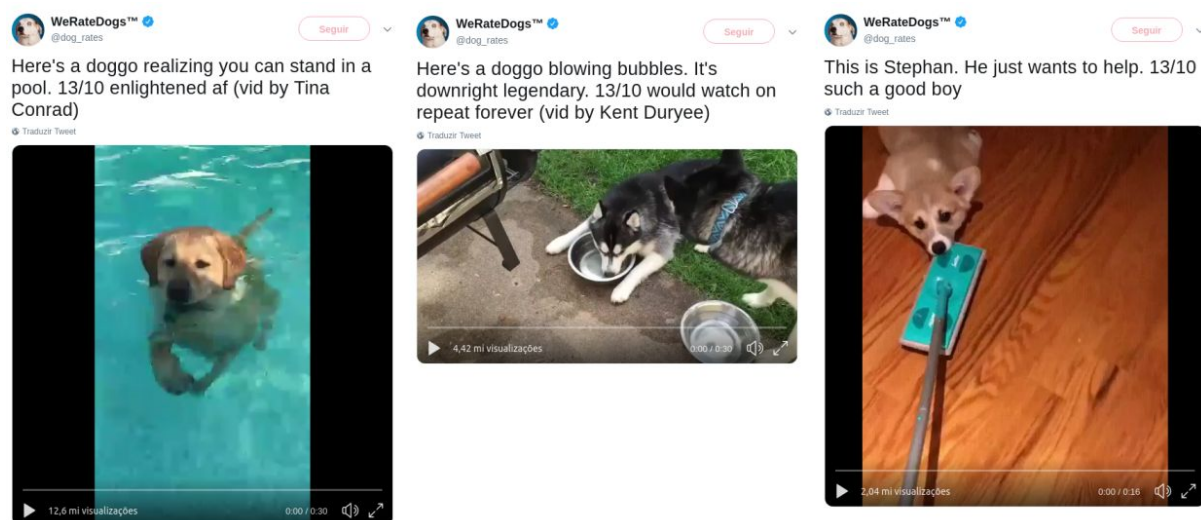 WeRateDogs™
@dog_rates
Seguir
Here's a doggo realizing you can stand in a
pool. 13/10 enlightened af (vid by Tina
Conrad)
Traduzir Tweet
12,6 mi visualizações
0:00 / 0:30
WeRateDogs™
@dog_rates
Seguir
Here's a doggo blowing bubbles. It's
downright legendary. 13/10 would watch on
repeat forever (vid by Kent Duryee)
Traduzir Tweet
4,42 mi visualizações
0:00 / 0:30
WeRateDogs™
@dog_rates
Seguir
This is Stephan. He just wants to help. 13/10
such a good boy
Traduzir Tweet
2,04 mi visualizações
0:00 / 0:16